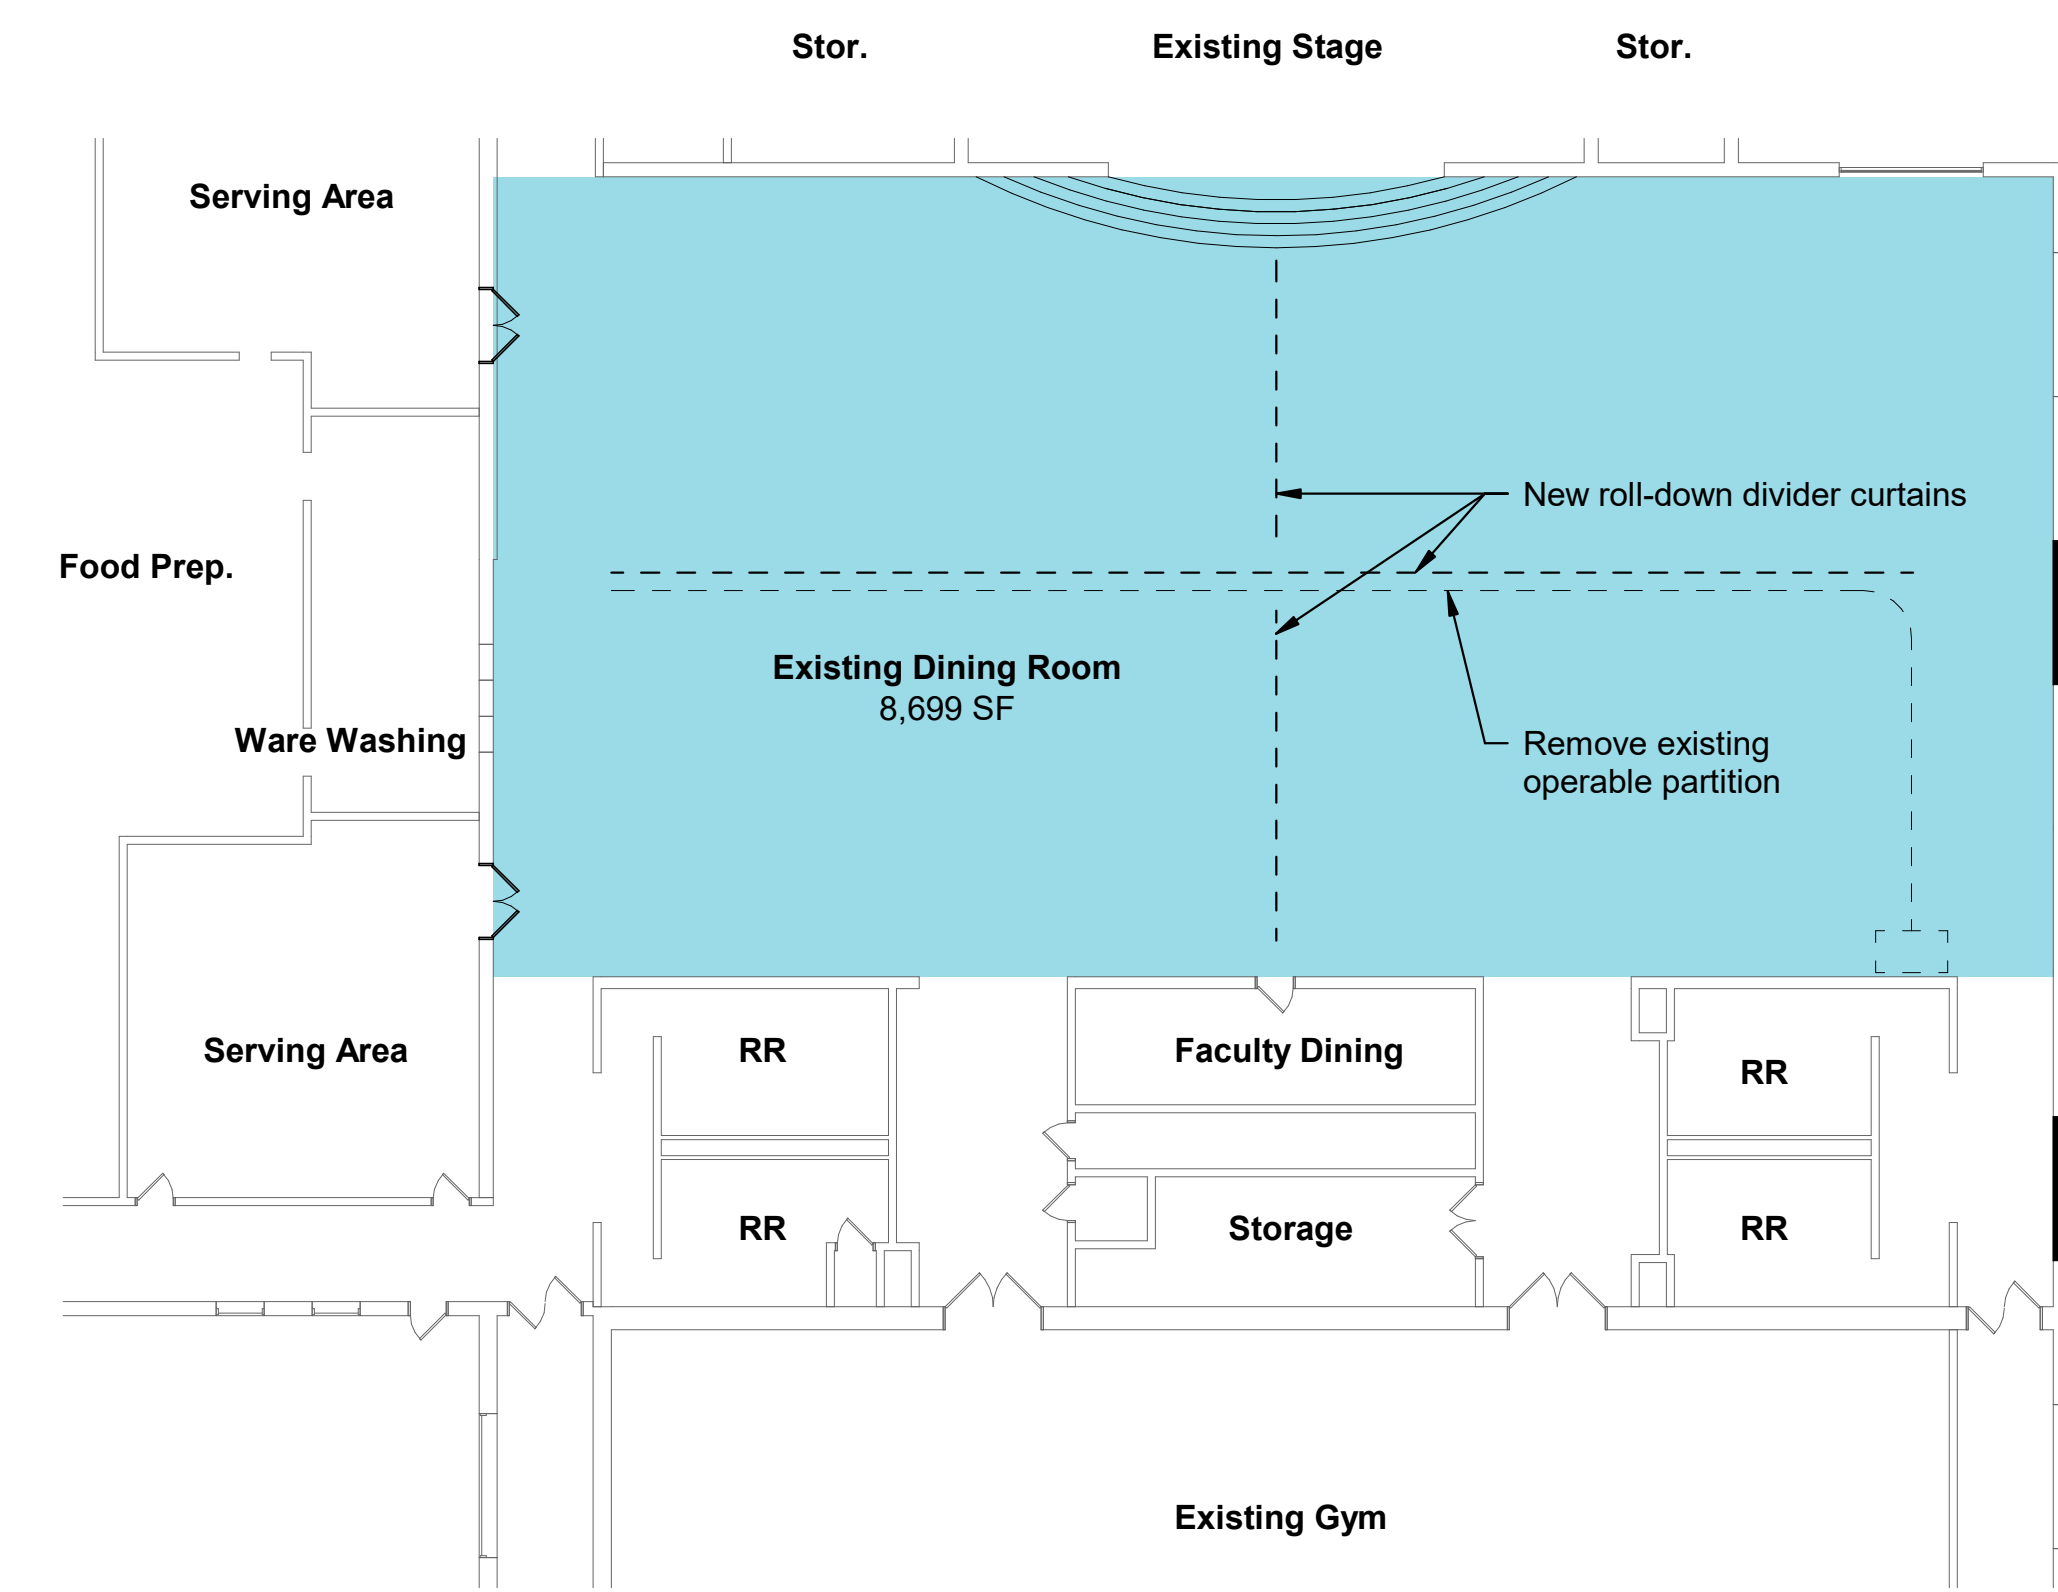 Stor.
Existing Stage
Stor.
Serving Area
New roll-down divider curtains
Food Prep.
Existing Dining Room
8,699 SF
Ware Washing
Remove existing
operable partition
Serving Area
RR
Faculty Dining
RR
RR
Storage
RR
Existing Gym